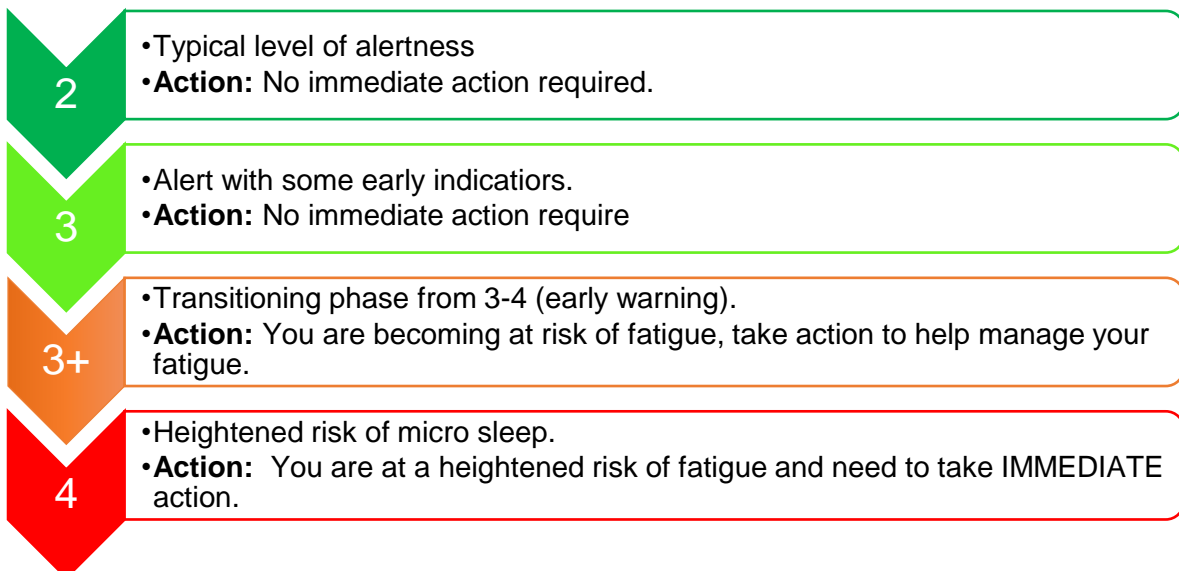 2
•Typical level of alertness
•Action: No immediate action required.
3
•Alert with some early indicatiors.
•Action: No immediate action require
3+
•Transitioning phase from 3-4 (early warning).
•Action: You are becoming at risk of fatigue, take action to help manage your
fatigue.
4
•Heightened risk of micro sleep.
•Action:  You are at a heightened risk of fatigue and need to take IMMEDIATE
action.